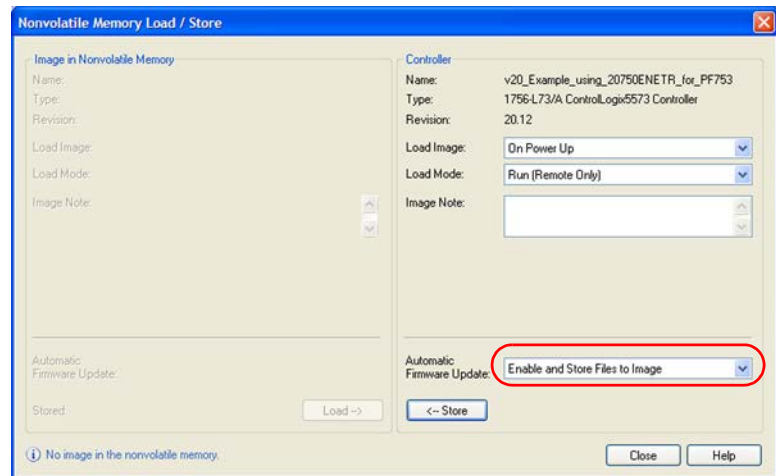 Nonvolatile Memory Load / Store
Image in Nonvolatile Memory
Name:
Type:
Revision:
Load Image:
Load Mode:
Image Note:
Automatic
Firmware Update:
Stored:
Load -->
Controller
Name: v20_Example_using_20750ENETR_for_PF753
Type: 1756-L73/A ControlLogix5573 Controller
Revision: 20.12
Load Image: On Power Up
Load Mode: Run (Remote Only)
Image Note:
Automatic
Firmware Update: Enable and Store Files to Image
<-- Store
No image in the nonvolatile memory.
Close
Help